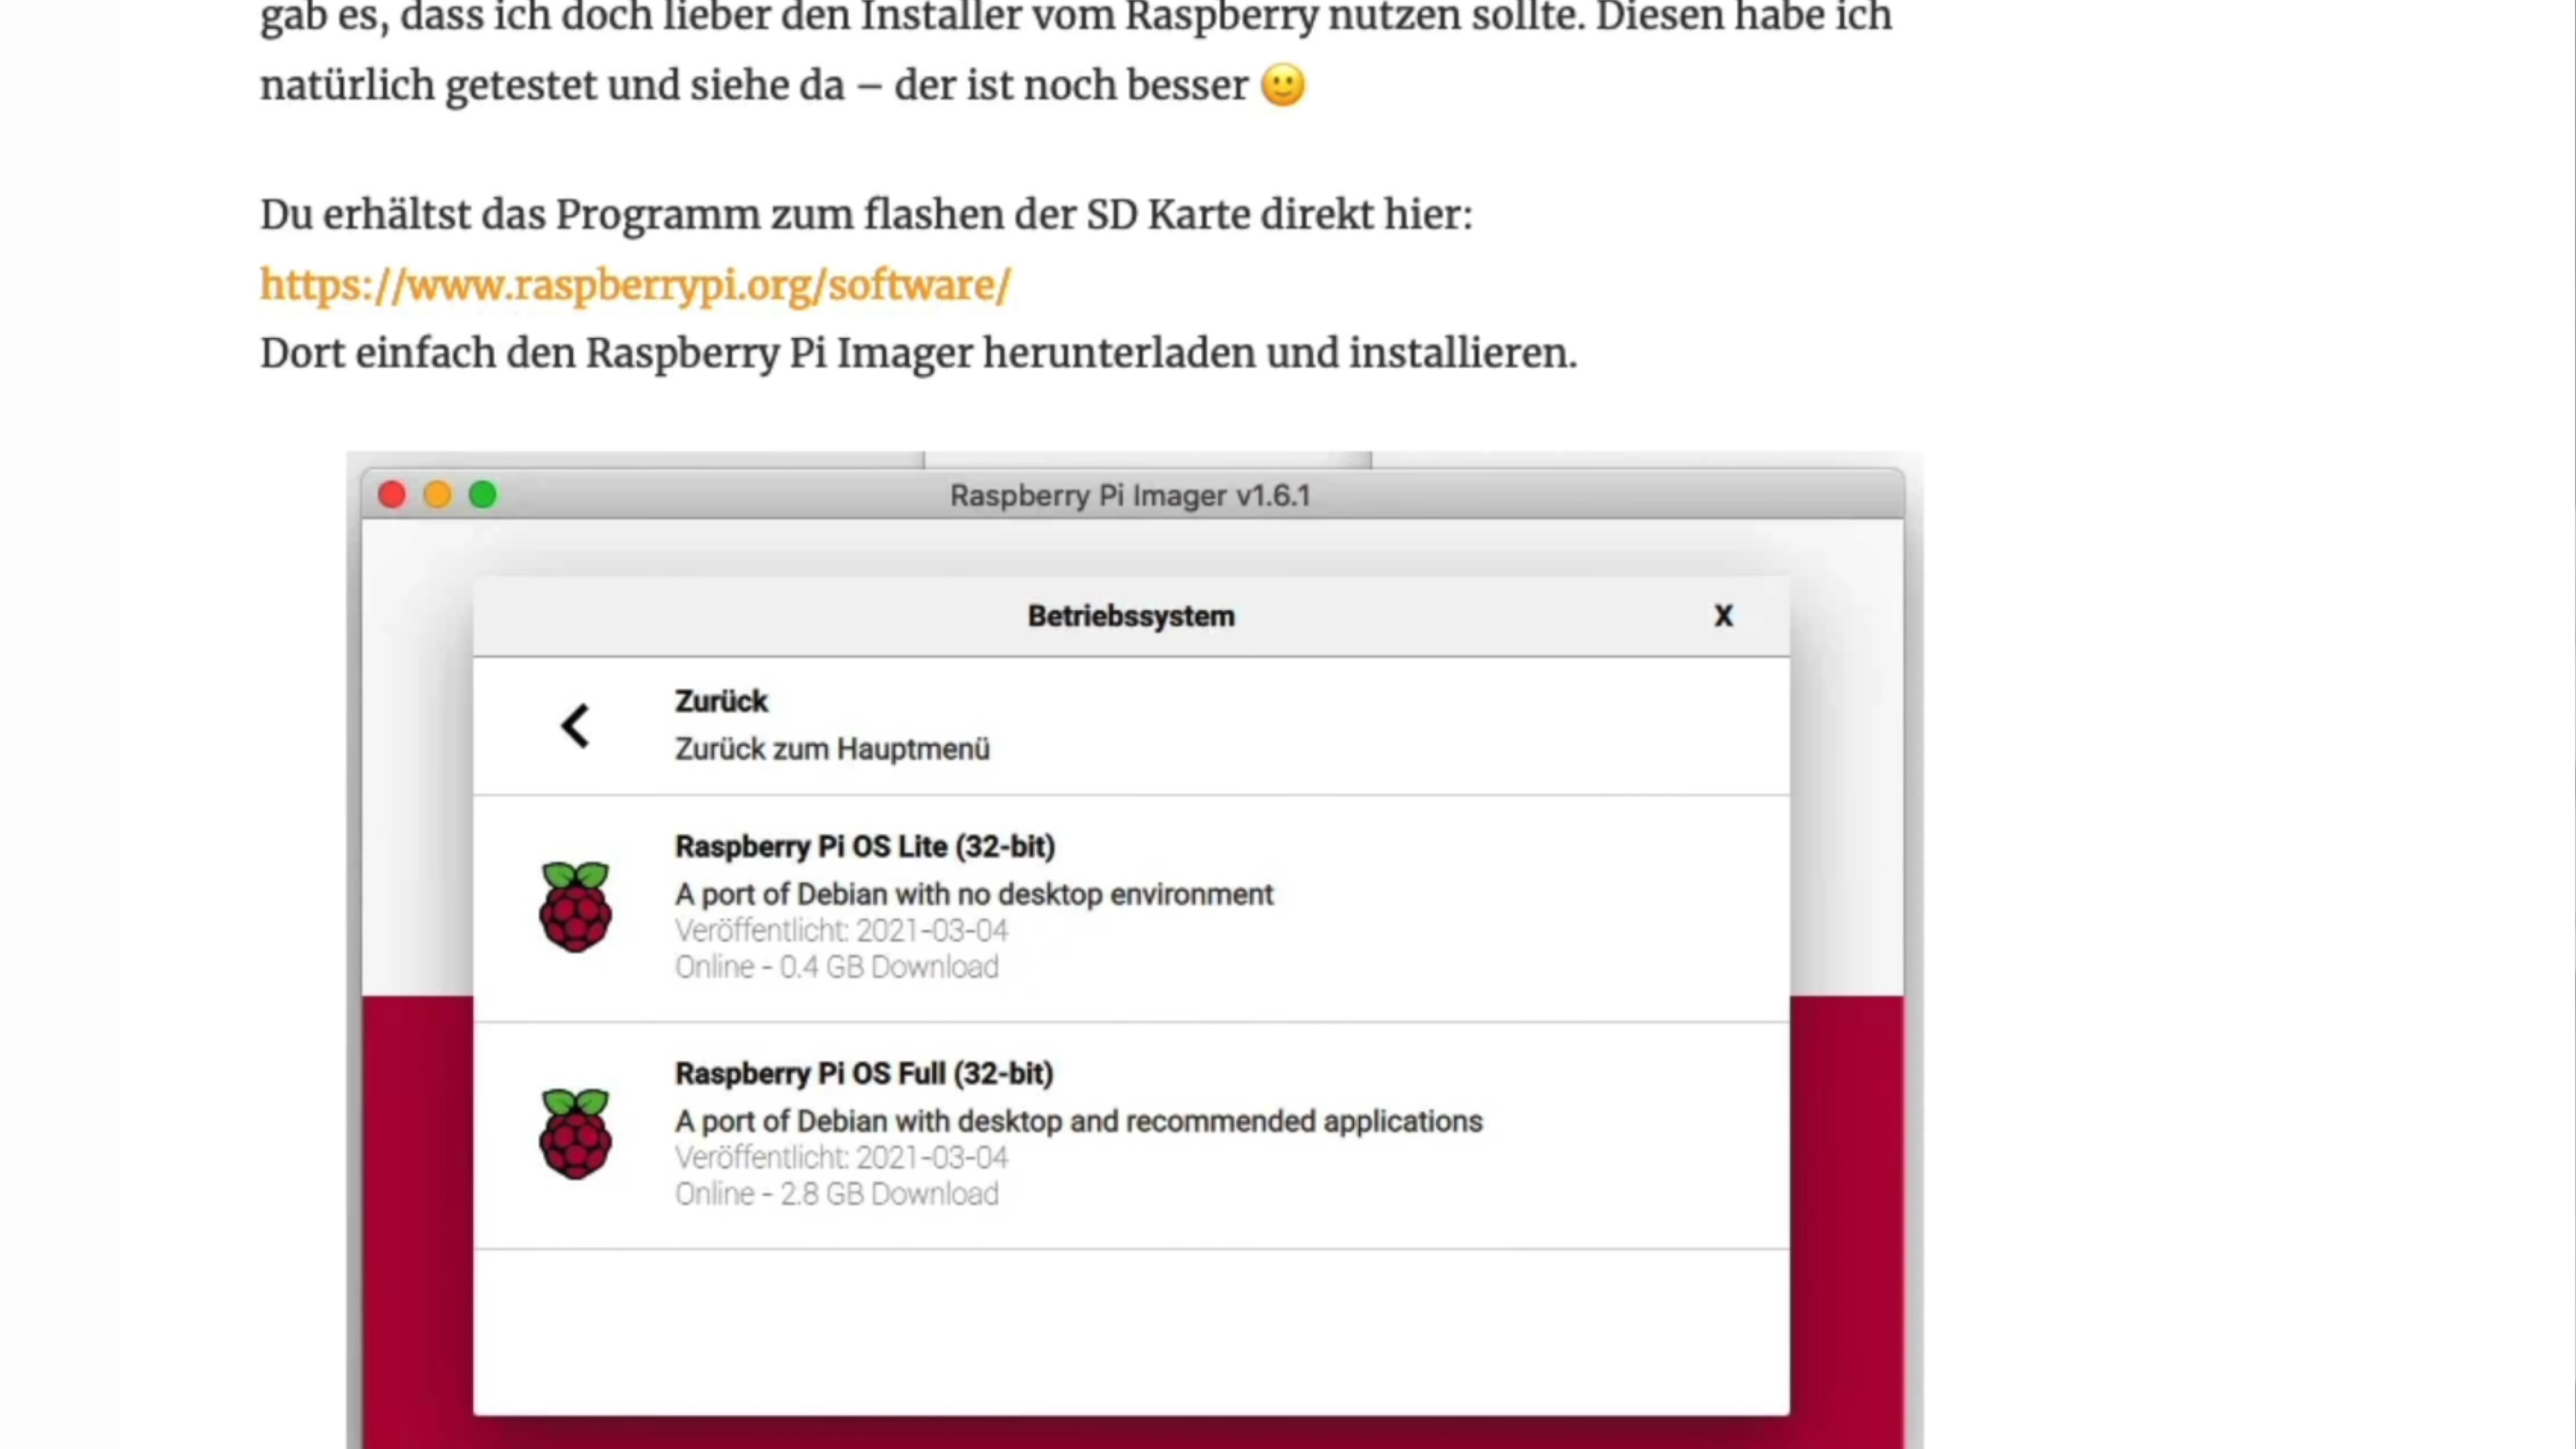 gab es, dass ich doch lieber den Installer vom Raspberry nutzen sollte. Diesen habe ich
natürlich getestet und siehe da – der ist noch besser 🙂
Du erhältst das Programm zum flashen der SD Karte direkt hier:
https://www.raspberrypi.org/software/
Dort einfach den Raspberry Pi Imager herunterladen und installieren.
Raspberry Pi Imager v1.6.1
Betriebssystem X
Zurück
Zurück zum Hauptmenü
Raspberry Pi OS Lite (32-bit)
A port of Debian with no desktop environment
Veröffentlicht: 2021-03-04
Online - 0.4 GB Download
Raspberry Pi OS Full (32-bit)
A port of Debian with desktop and recommended applications
Veröffentlicht: 2021-03-04
Online - 2.8 GB Download